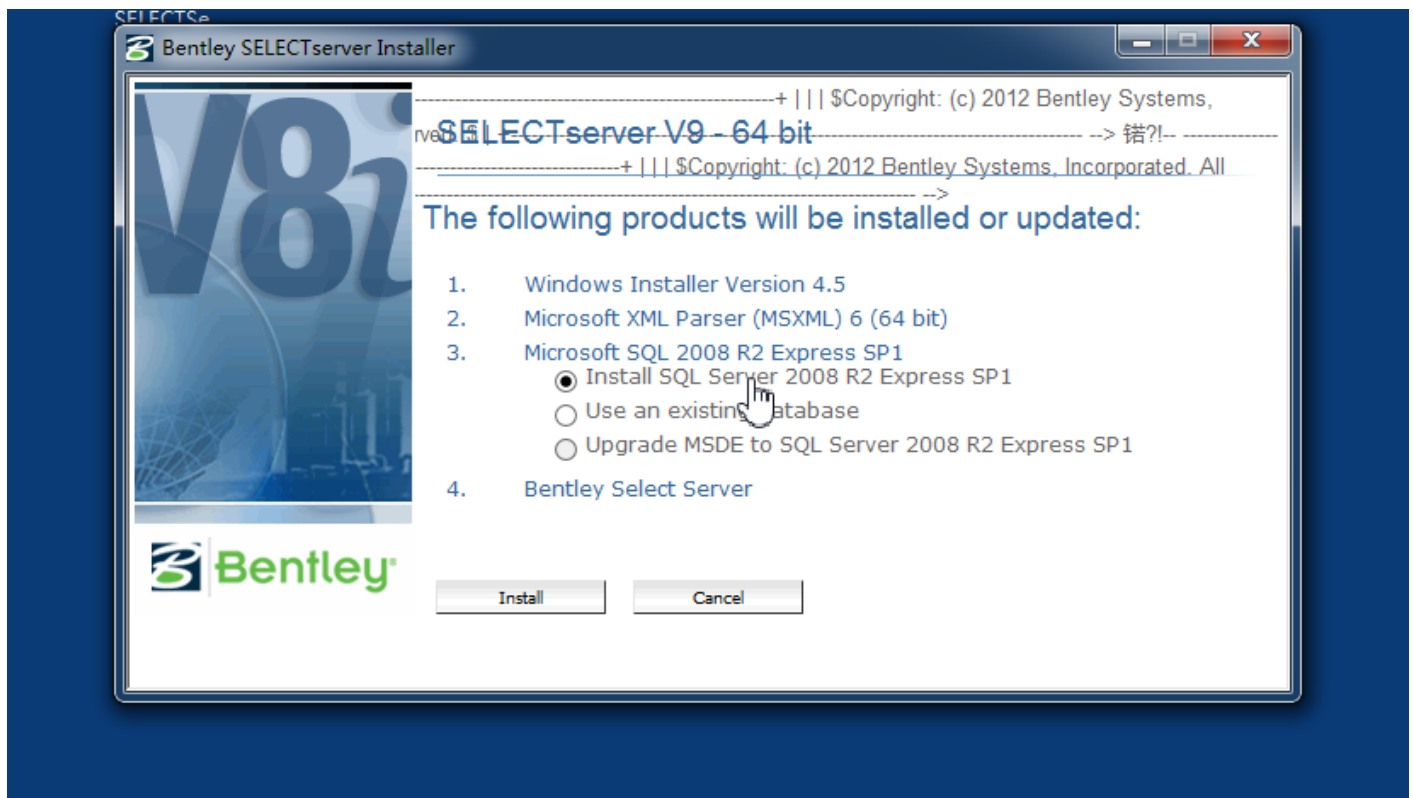 SELECTSe
Bentley SELECTserver Installer
V8i
------------------------------------------------+ | | | $Copyright: (c) 2012 Bentley Systems,
SELECTserver V9 - 64 bit
--> 锘?!-- -------------
---------------------------+ | | | $Copyright: (c) 2012 Bentley Systems, Incorporated. All
------------------------------------------------------------------- -->
The following products will be installed or updated:
1. Windows Installer Version 4.5
2. Microsoft XML Parser (MSXML) 6 (64 bit)
3. Microsoft SQL 2008 R2 Express SP1
Install SQL Server 2008 R2 Express SP1
Use an existing database
Upgrade MSDE to SQL Server 2008 R2 Express SP1
4. Bentley Select Server
Bentley
Install Cancel